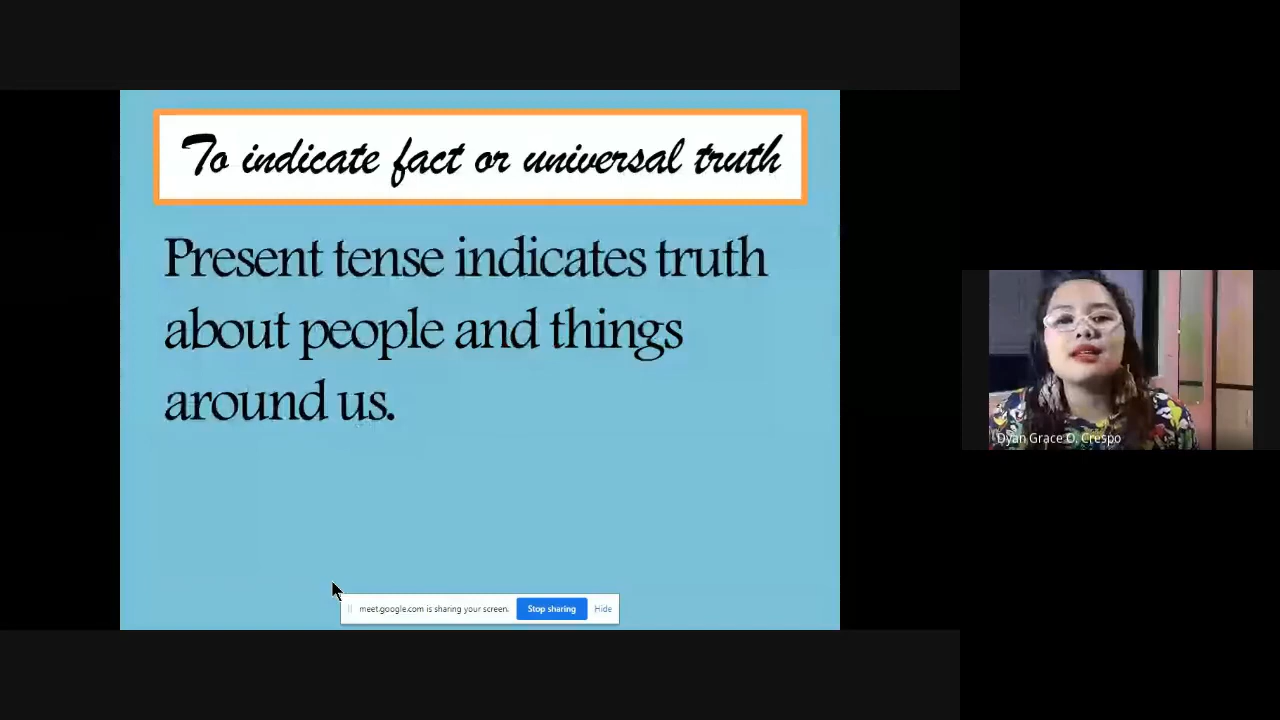 To indicate fact or universal truth
Present tense indicates truth
about people and things
around us.
Dyan Grace O. Crespo
meet.google.com is sharing your screen.
Stop sharing
Hide